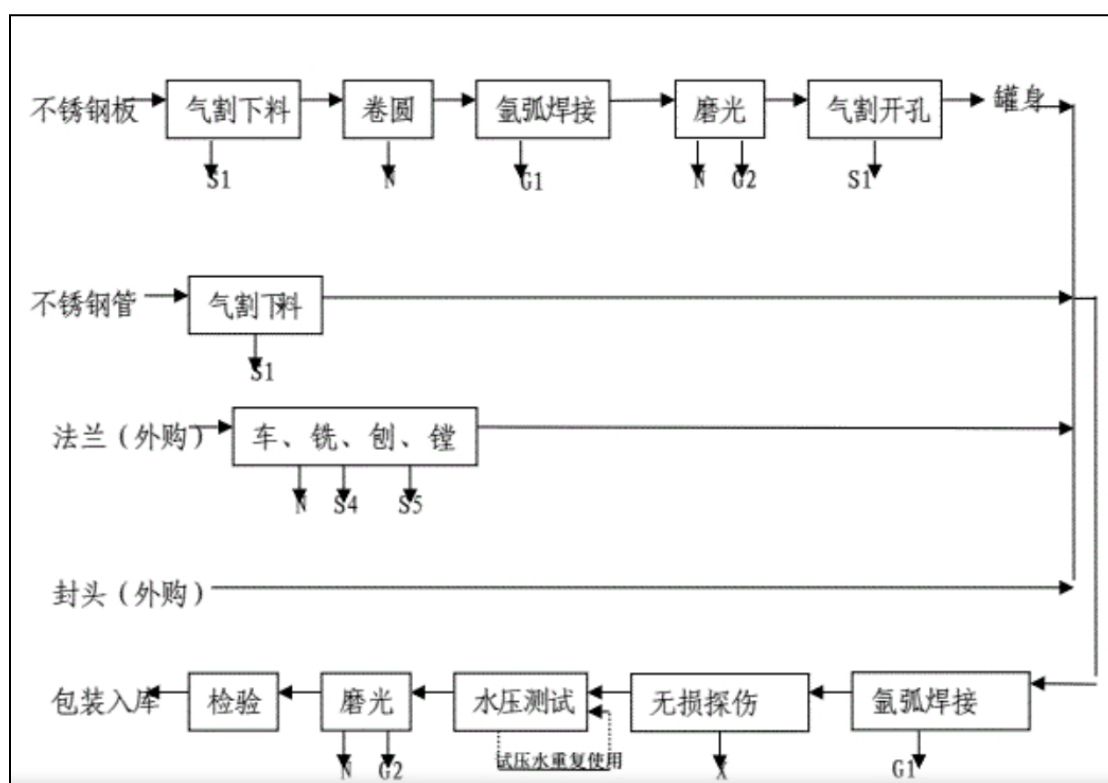 不锈钢板 气割下料 卷圆 氩弧焊接 磨光 气割开孔 罐身
S1 N G1 N G2 S1
不锈钢管 气割下料
S1
法兰（外购） 车、铣、刨、镗
N S4 S5
封头（外购）
包装入库 检验 磨光 水压测试 无损探伤 氩弧焊接
试压水重复使用
N G2 X G1